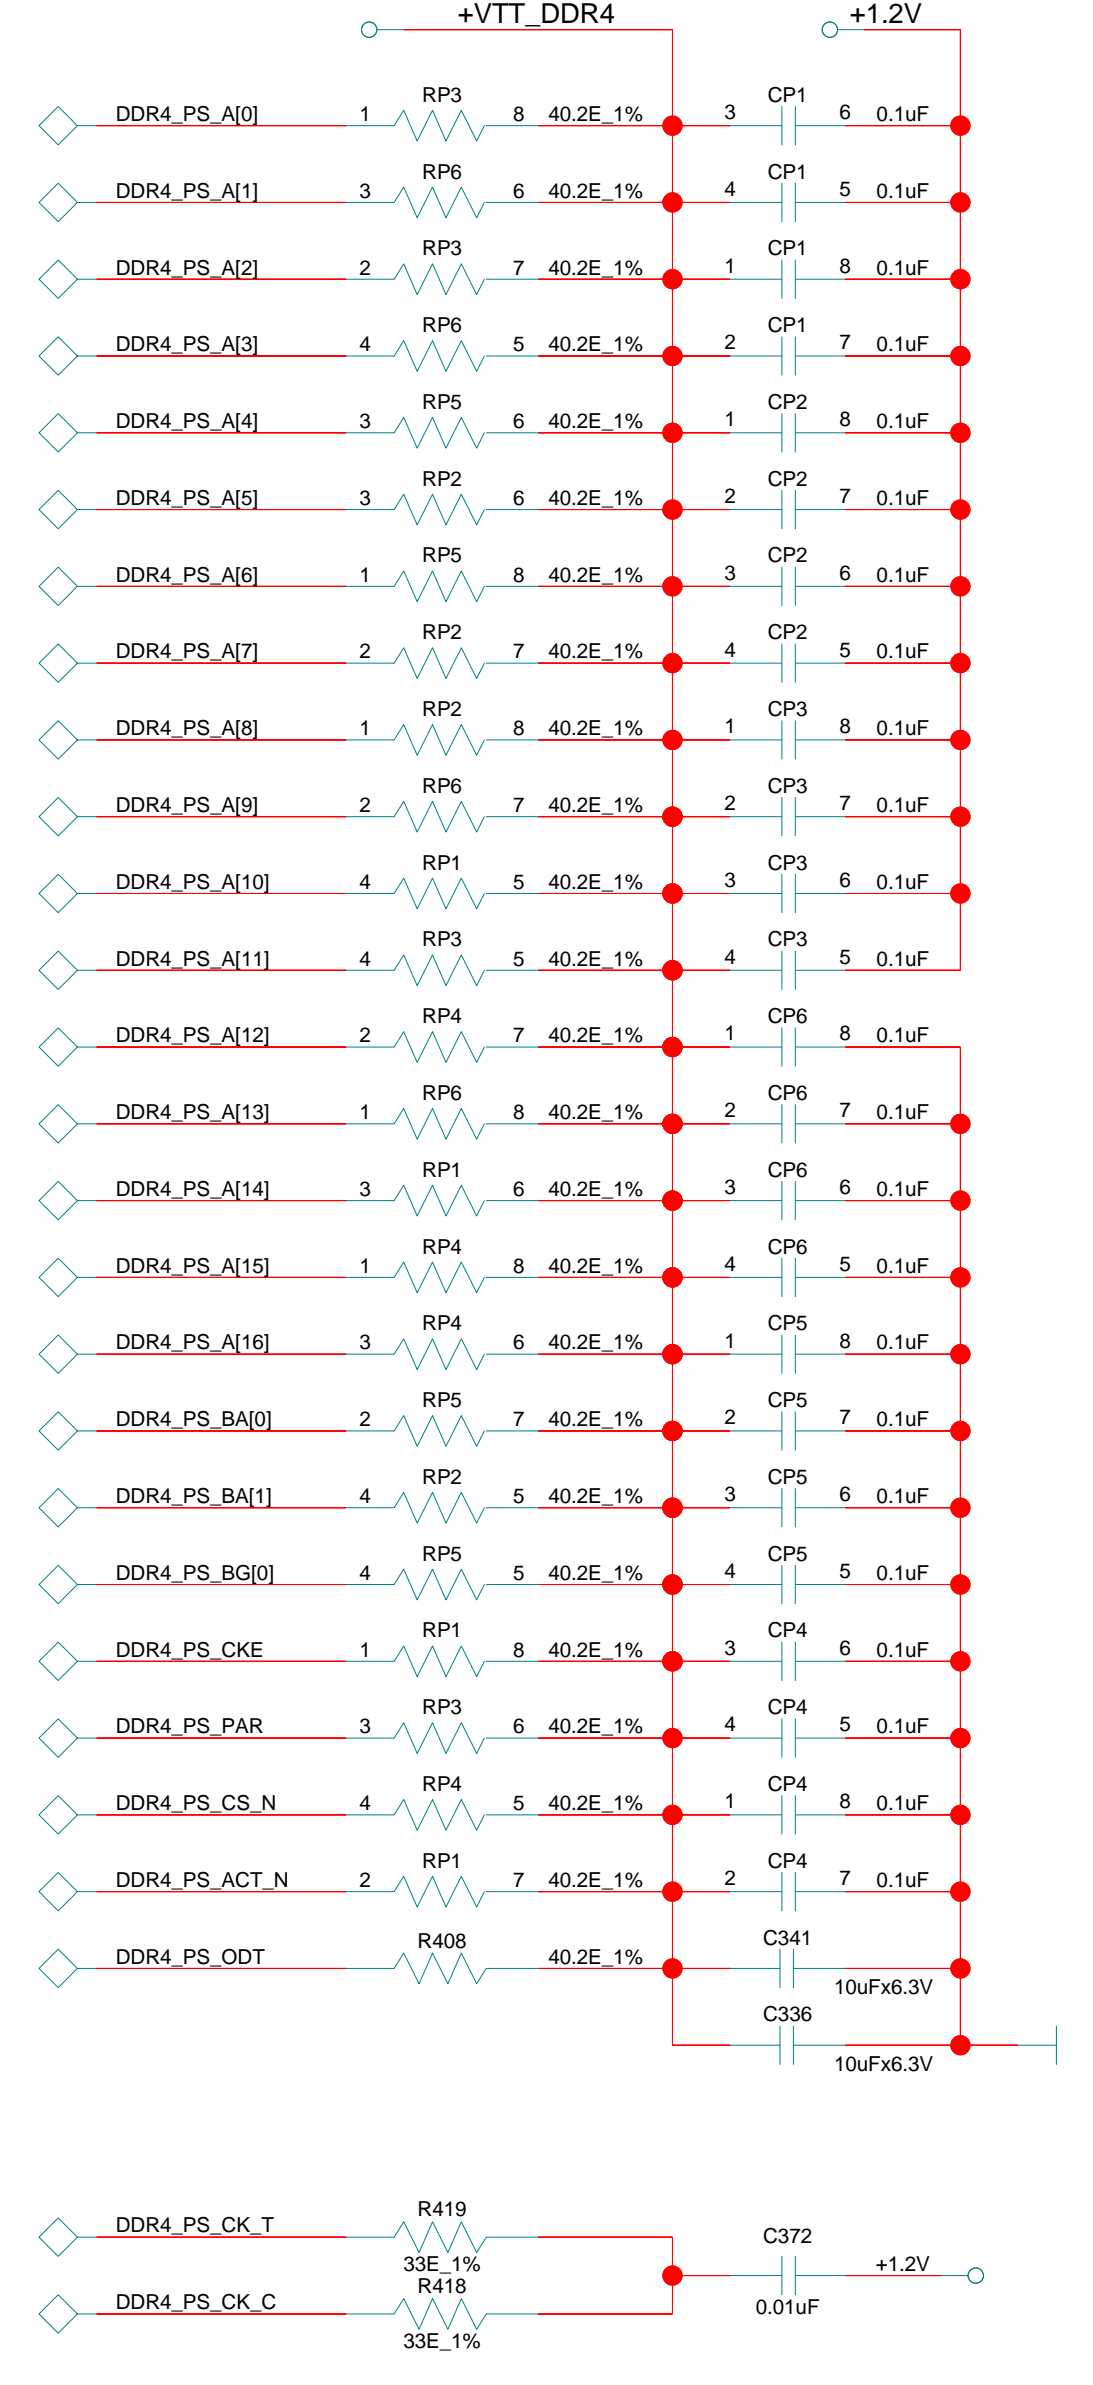 +VTT_DDR4 +1.2V
DDR4_PS_A[0] 1 RP3 8 40.2E_1% 3 CP1 6 0.1uF
DDR4_PS_A[1] 3 RP6 6 40.2E_1% 4 CP1 5 0.1uF
DDR4_PS_A[2] 2 RP3 7 40.2E_1% 1 CP1 8 0.1uF
DDR4_PS_A[3] 4 RP6 5 40.2E_1% 2 CP1 7 0.1uF
DDR4_PS_A[4] 3 RP5 6 40.2E_1% 1 CP2 8 0.1uF
DDR4_PS_A[5] 3 RP2 6 40.2E_1% 2 CP2 7 0.1uF
DDR4_PS_A[6] 1 RP5 8 40.2E_1% 3 CP2 6 0.1uF
DDR4_PS_A[7] 2 RP2 7 40.2E_1% 4 CP2 5 0.1uF
DDR4_PS_A[8] 1 RP2 8 40.2E_1% 1 CP3 8 0.1uF
DDR4_PS_A[9] 2 RP6 7 40.2E_1% 2 CP3 7 0.1uF
DDR4_PS_A[10] 4 RP1 5 40.2E_1% 3 CP3 6 0.1uF
DDR4_PS_A[11] 4 RP3 5 40.2E_1% 4 CP3 5 0.1uF
DDR4_PS_A[12] 2 RP4 7 40.2E_1% 1 CP6 8 0.1uF
DDR4_PS_A[13] 1 RP6 8 40.2E_1% 2 CP6 7 0.1uF
DDR4_PS_A[14] 3 RP1 6 40.2E_1% 3 CP6 6 0.1uF
DDR4_PS_A[15] 1 RP4 8 40.2E_1% 4 CP6 5 0.1uF
DDR4_PS_A[16] 3 RP4 6 40.2E_1% 1 CP5 8 0.1uF
DDR4_PS_BA[0] 2 RP5 7 40.2E_1% 2 CP5 7 0.1uF
DDR4_PS_BA[1] 4 RP2 5 40.2E_1% 3 CP5 6 0.1uF
DDR4_PS_BG[0] 4 RP5 5 40.2E_1% 4 CP5 5 0.1uF
DDR4_PS_CKE 1 RP1 8 40.2E_1% 3 CP4 6 0.1uF
DDR4_PS_PAR 3 RP3 6 40.2E_1% 4 CP4 5 0.1uF
DDR4_PS_CS_N 4 RP4 5 40.2E_1% 1 CP4 8 0.1uF
DDR4_PS_ACT_N 2 RP1 7 40.2E_1% 2 CP4 7 0.1uF
DDR4_PS_ODT R408 40.2E_1% C341
10uFx6.3V
C336
10uFx6.3V
DDR4_PS_CK_T R419
33E_1%
C372
+1.2V
0.01uF
DDR4_PS_CK_C R418
33E_1%